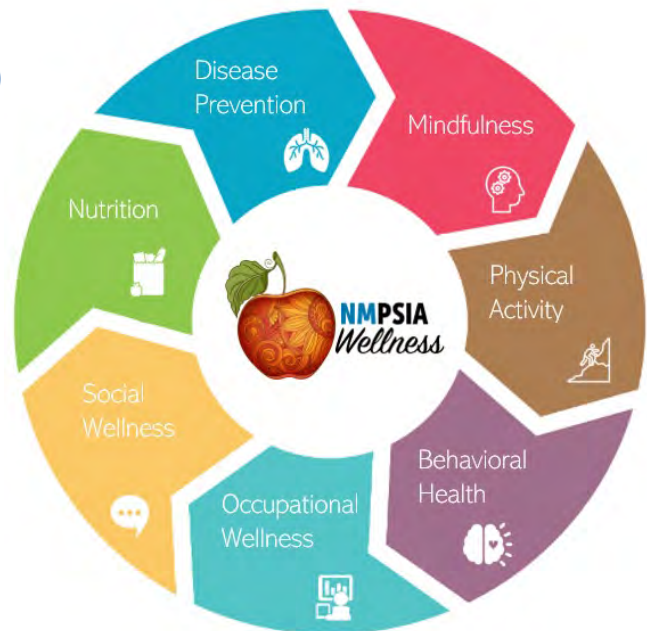 Disease
Prevention
Mindfulness
Physical
Activity
Behavioral
Health
Occupational
Wellness
Social
Wellness
Nutrition
NMPSIA
Wellness